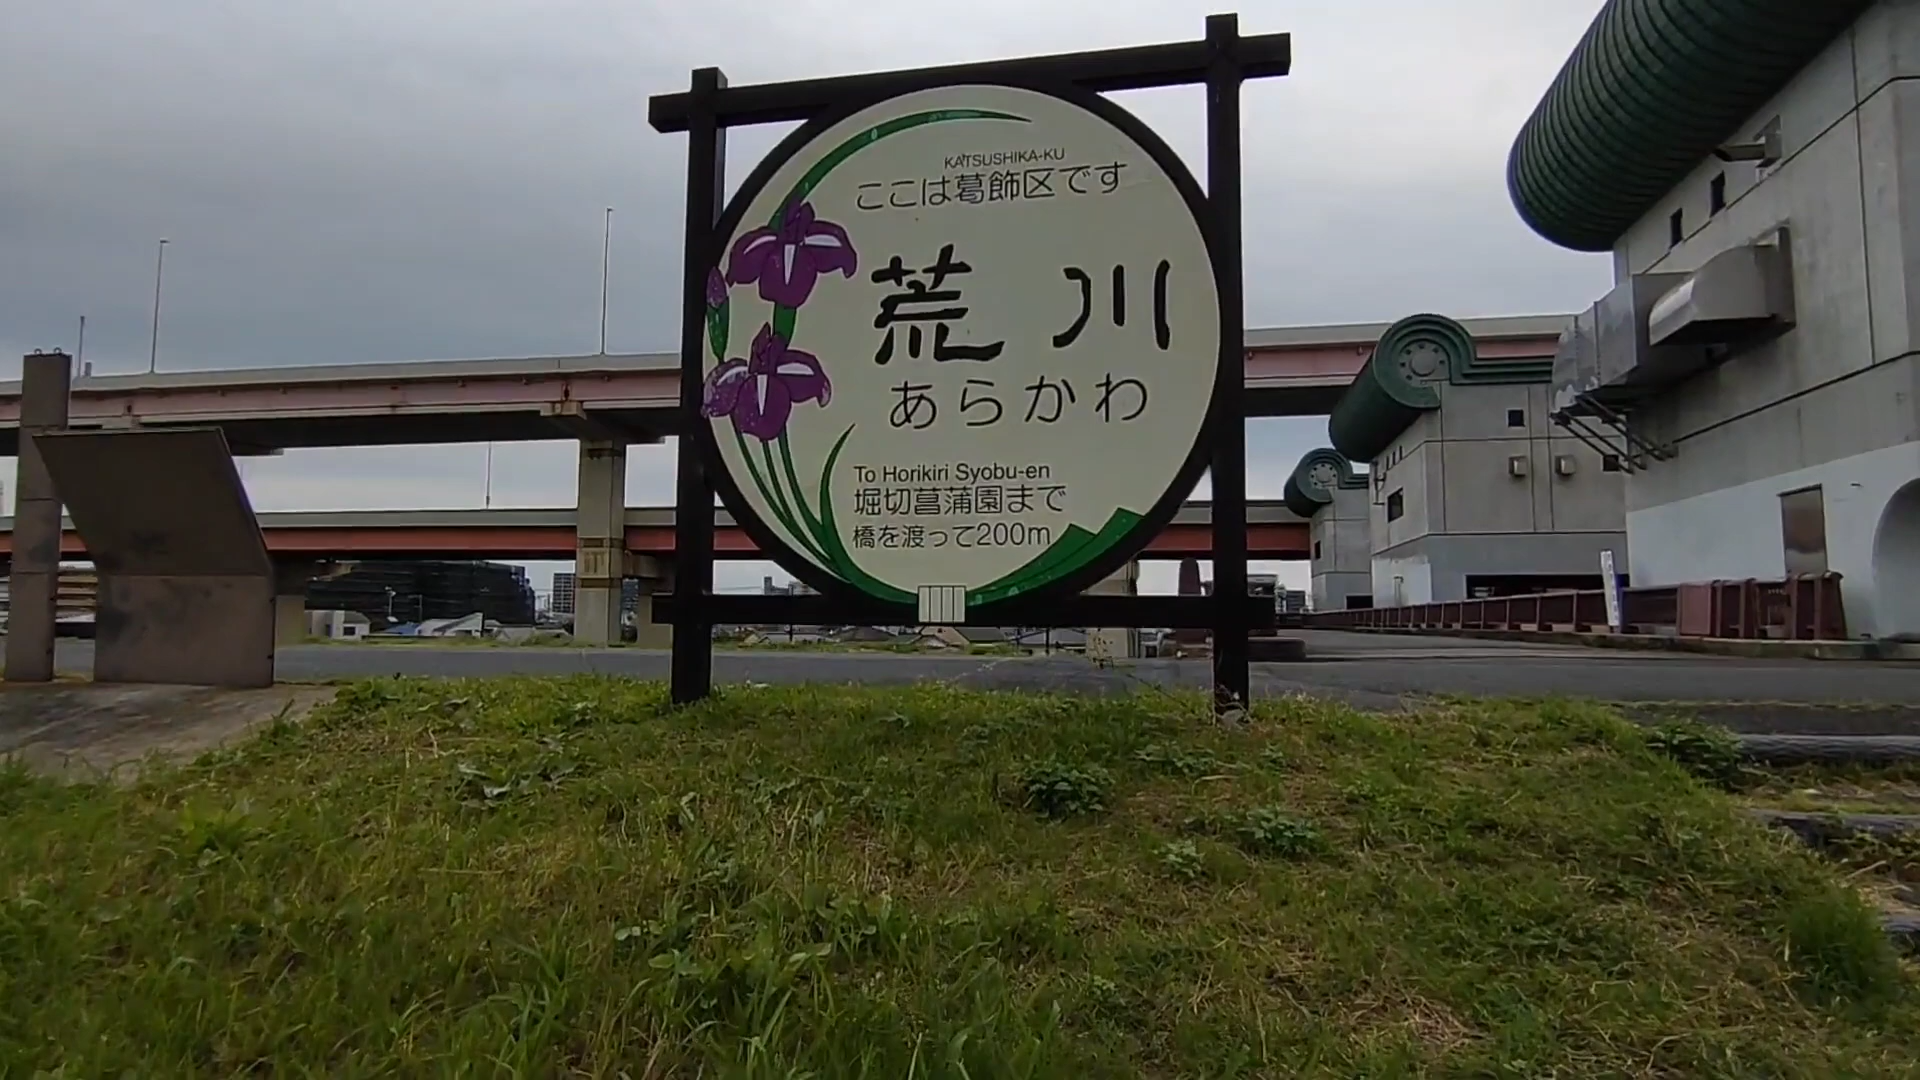 KATSUSHIKA-KU
ここは葛飾区です
荒川
あらかわ
To Horikiri Syobu-en
堀切菖蒲園まで
橋を渡って200m